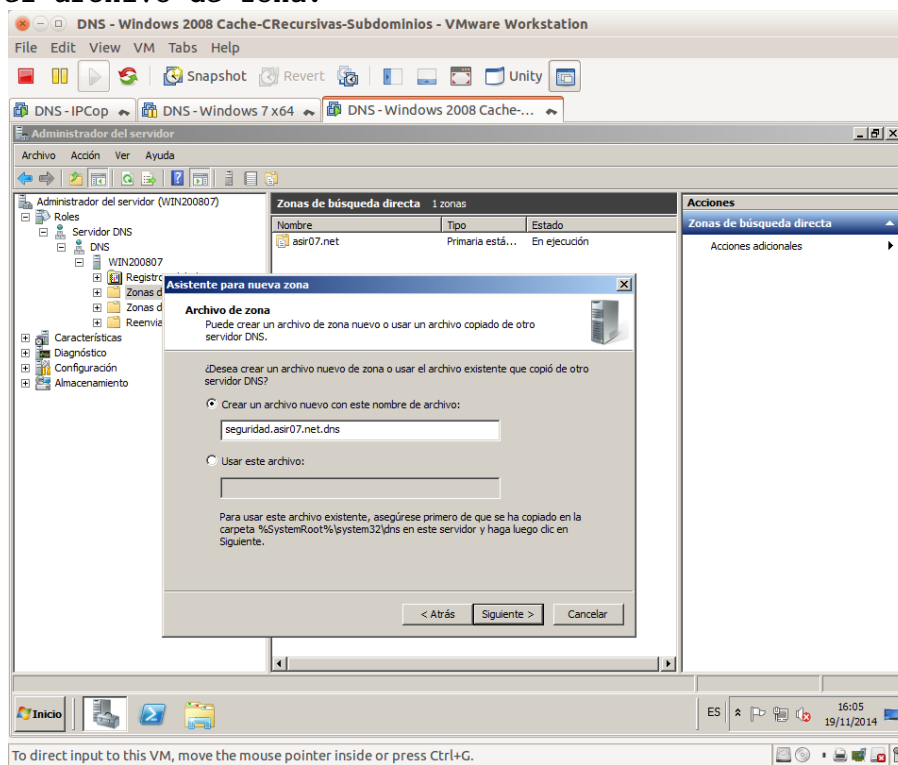 DNS - Windows 2008 Cache-CRecursivas-Subdominios - VMware Workstation
File Edit View VM Tabs Help
Snapshot Revert Unity
DNS - IPCop DNS - Windows 7 x64 DNS - Windows 2008 Cache-...
Administrador del servidor
Archivo Acción Ver Ayuda
Administrador del servidor (WIN200807)
Roles
Servidor DNS
DNS
WIN200807
Registro
Zonas d
Zonas d
Reenvia
Características
Diagnóstico
Configuración
Almacenamiento
Zonas de búsqueda directa 1 zonas
Nombre Tipo Estado
asir07.net Primaria está... En ejecución
Acciones
Zonas de búsqueda directa
Acciones adicionales
Asistente para nueva zona
Archivo de zona
Puede crear un archivo de zona nuevo o usar un archivo copiado de otro
servidor DNS.
¿Desea crear un archivo nuevo de zona o usar el archivo existente que copió de otro
servidor DNS?
Crear un archivo nuevo con este nombre de archivo:
seguridad.asir07.net.dns
Usar este archivo:
Para usar este archivo existente, asegúrese primero de que se ha copiado en la
carpeta %SystemRoot%\system32\dns en este servidor y haga luego clic en
Siguiente.
< Atrás Siguiente > Cancelar
Inicio
ES 16:05
19/11/2014
To direct input to this VM, move the mouse pointer inside or press Ctrl+G.